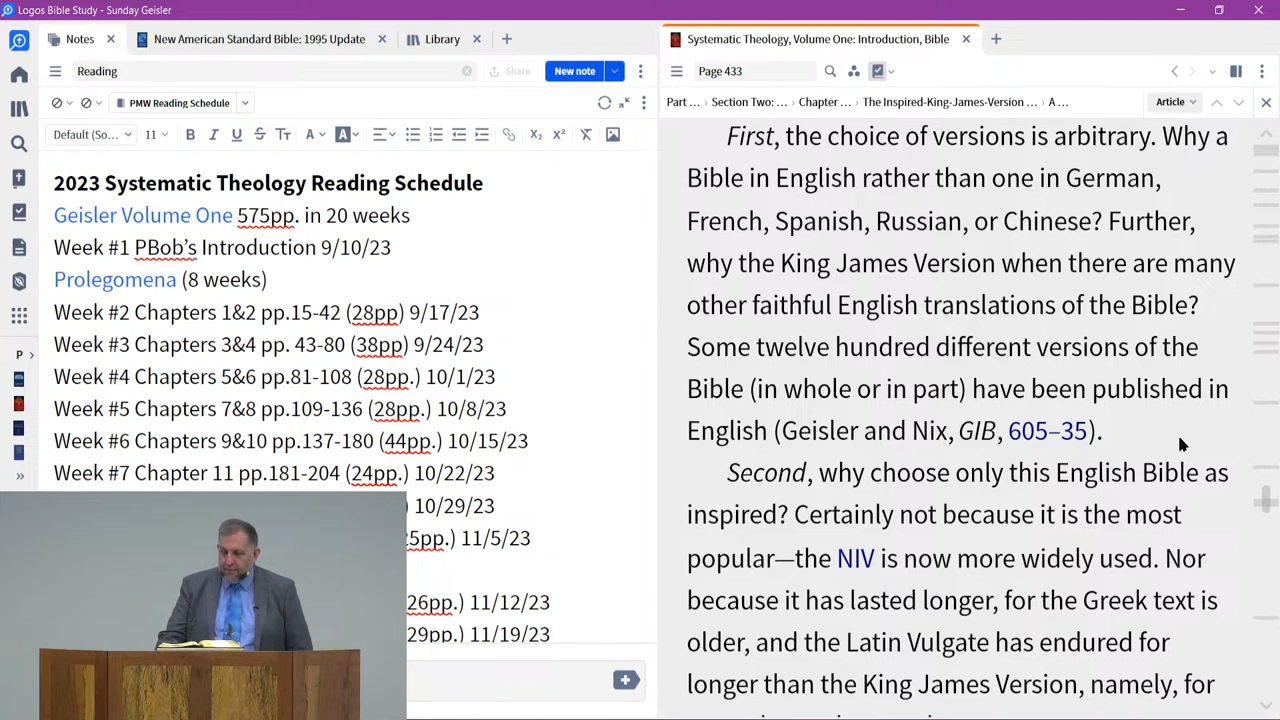 Logos Bible Study - Sunday Geisler
Notes
New American Standard Bible: 1995 Update
Library
Reading
Share
New note
PMW Reading Schedule
Default (So...
11
2023 Systematic Theology Reading Schedule
Geisler Volume One 575pp. in 20 weeks
Week #1 PBob's Introduction 9/10/23
Prolegomena (8 weeks)
Week #2 Chapters 1&2 pp.15-42 (28pp) 9/17/23
Week #3 Chapters 3&4 pp. 43-80 (38pp) 9/24/23
Week #4 Chapters 5&6 pp.81-108 (28pp.) 10/1/23
Week #5 Chapters 7&8 pp.109-136 (28pp.) 10/8/23
Week #6 Chapters 9&10 pp.137-180 (44pp.) 10/15/23
Week #7 Chapter 11 pp.181-204 (24pp.) 10/22/23
) 10/29/23
5pp.) 11/5/23
26pp.) 11/12/23
29pp.) 11/19/23
P
Systematic Theology, Volume One: Introduction, Bible
Page 433
Part ... › Section Two: ... › Chapter ... › The Inspired-King-James-Version ... › A ...
Article
First, the choice of versions is arbitrary. Why a
Bible in English rather than one in German,
French, Spanish, Russian, or Chinese? Further,
why the King James Version when there are many
other faithful English translations of the Bible?
Some twelve hundred different versions of the
Bible (in whole or in part) have been published in
English (Geisler and Nix, GIB, 605–35).
Second, why choose only this English Bible as
inspired? Certainly not because it is the most
popular—the NIV is now more widely used. Nor
because it has lasted longer, for the Greek text is
older, and the Latin Vulgate has endured for
longer than the King James Version, namely, for